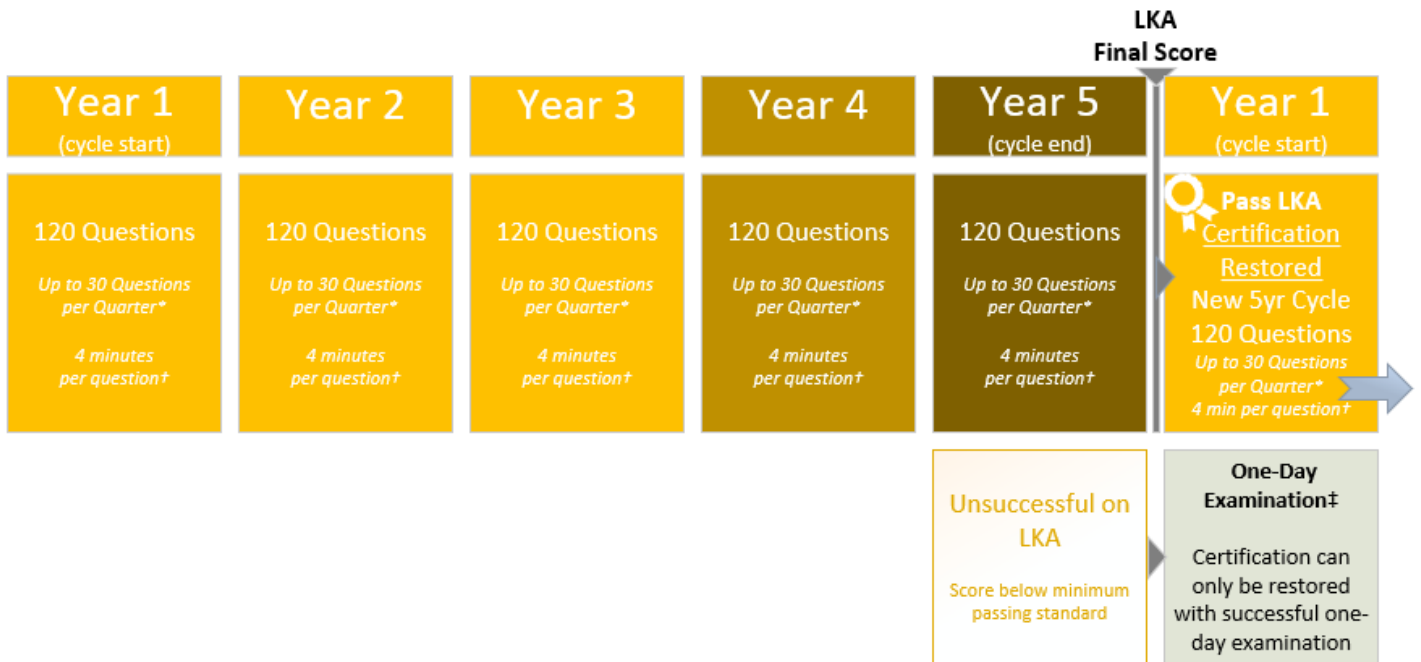 LKA
Final Score
Year 1
(cycle start)
Year 2
Year 3
Year 4
Year 5
(cycle end)
Year 1
(cycle start)
120 Questions
Up to 30 Questions
per Quarter*
4 minutes
per question†
120 Questions
Up to 30 Questions
per Quarter*
4 minutes
per question†
120 Questions
Up to 30 Questions
per Quarter*
4 minutes
per question†
120 Questions
Up to 30 Questions
per Quarter*
4 minutes
per question†
120 Questions
Up to 30 Questions
per Quarter*
4 minutes
per question†
Pass LKA
Certification
Restored
New 5yr Cycle
120 Questions
Up to 30 Questions
per Quarter*
4 min per question†
Unsuccessful on
LKA
Score below minimum
passing standard
One-Day
Examination‡
Certification can
only be restored
with successful one-
day examination